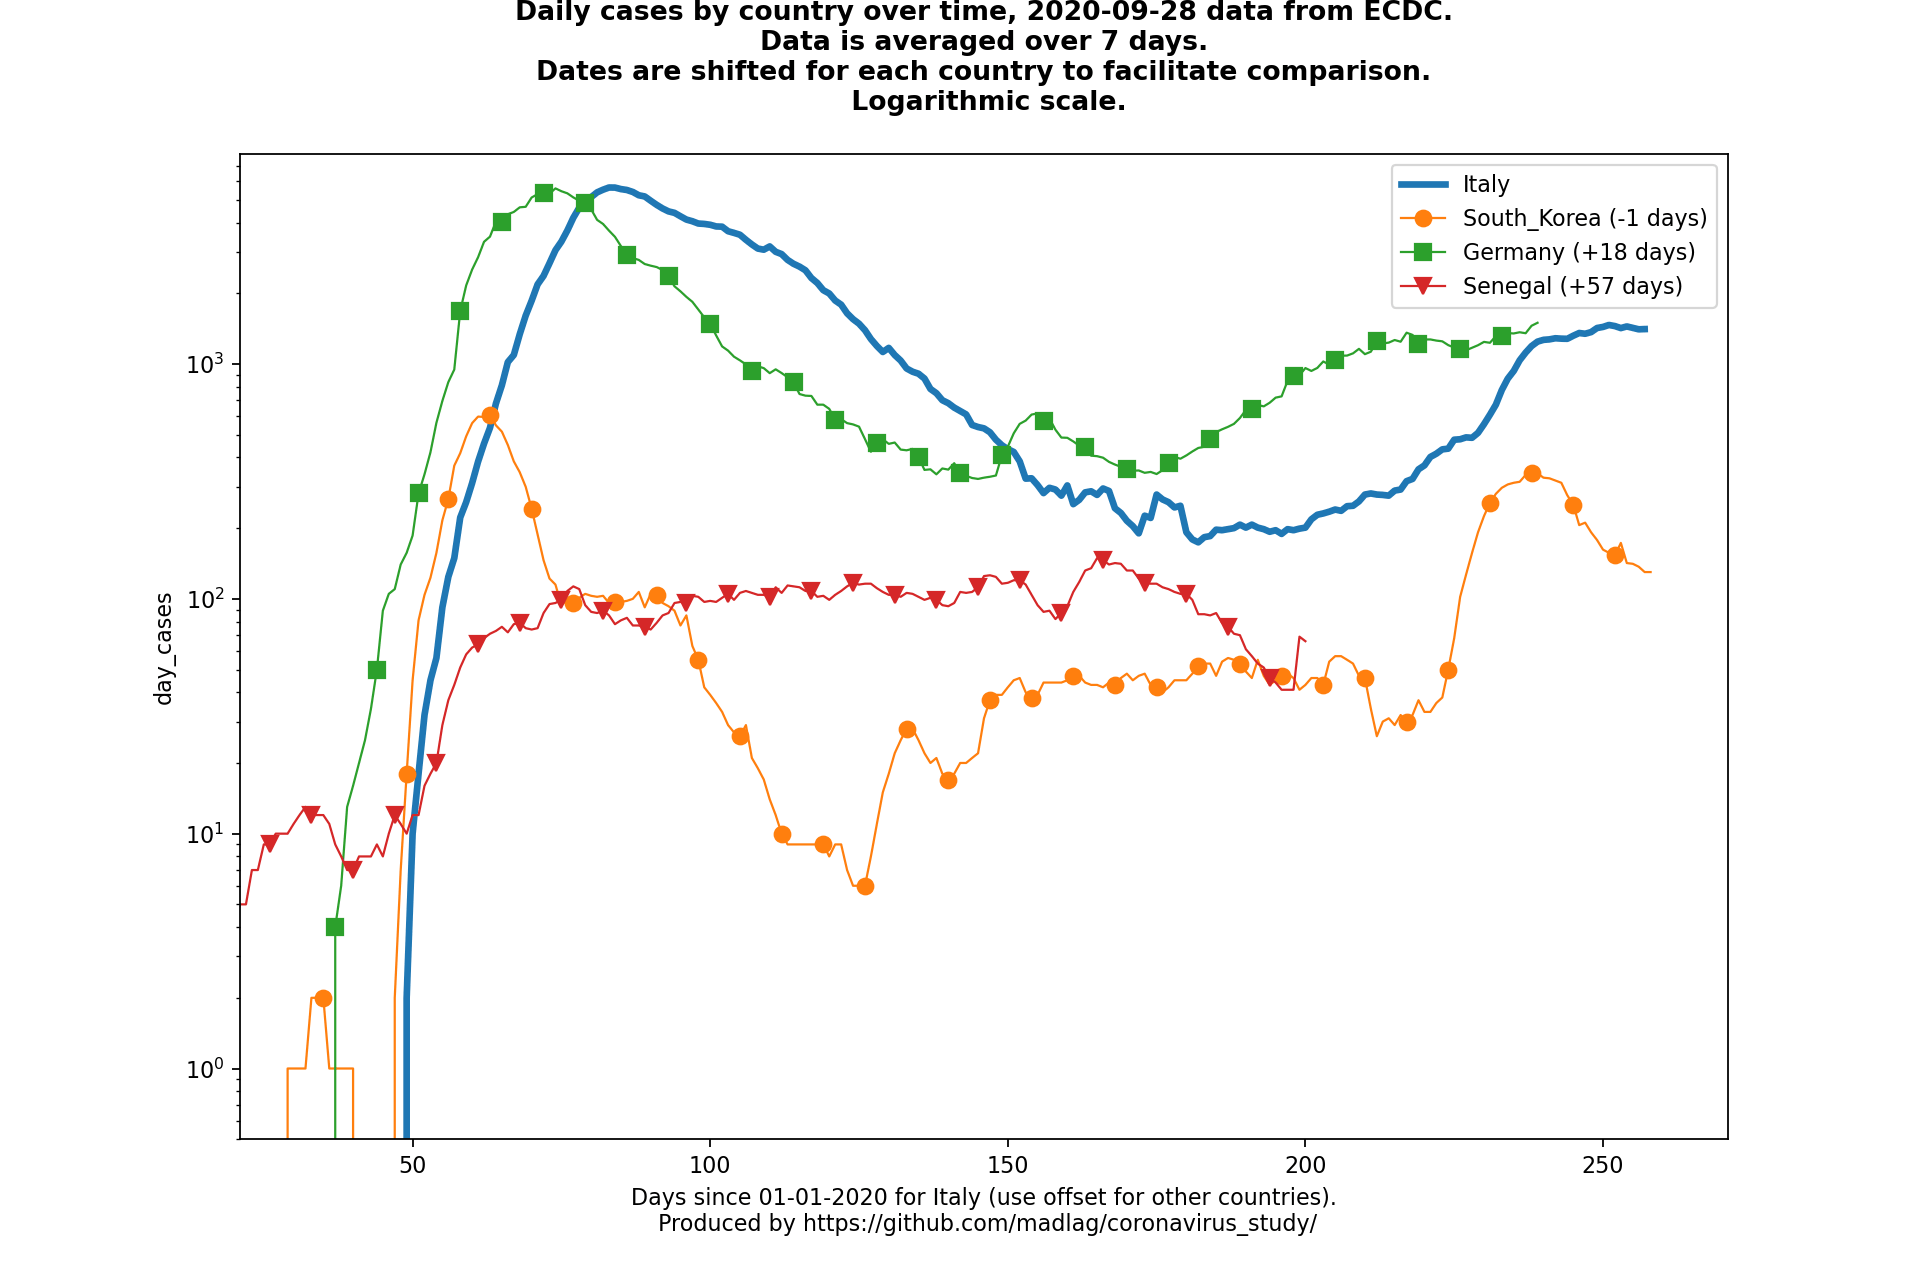 Daily cases by country over time, 2020-09-28 data from ECDC.
Data is averaged over 7 days.
Dates are shifted for each country to facilitate comparison.
Logarithmic scale.
Italy
South_Korea (-1 days)
Germany (+18 days)
Senegal (+57 days)
day_cases
10³
10²
10¹
10⁰
50 100 150 200 250
Days since 01-01-2020 for Italy (use offset for other countries).
Produced by https://github.com/madlag/coronavirus_study/